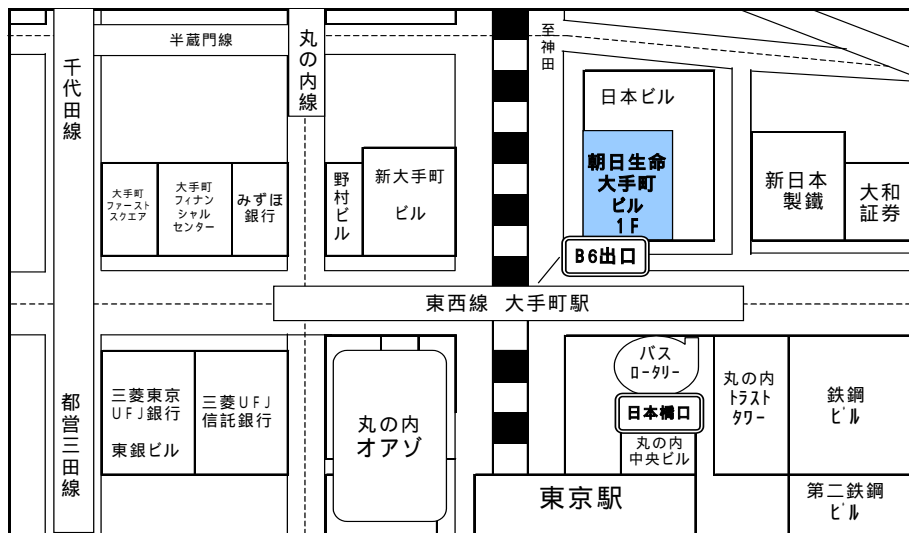 半蔵門線
丸の内線
至神田
千代田線
日本ビル
朝日生命
大手町
ビル
1F
大手町
ファースト
スクエア
大手町
フィナン
シャル
センター
みずほ
銀行
野村ビル
新大手町
ビル
新日本
製鐵
大和
証券
B6出口
東西線 大手町駅
都営三田線
三菱東京
UFJ銀行
東銀ビル
三菱UFJ
信託銀行
丸の内
オアゾ
バス
ロータリー
日本橋口
丸の内
中央ビル
丸の内
トラスト
タワー
鉄鋼
ビル
東京駅
第二鉄鋼
ビル